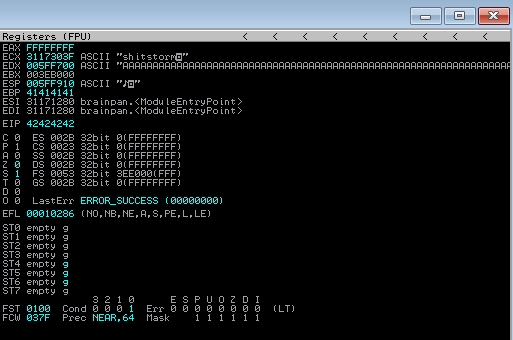 Registers (FPU) < < < < < < <
EAX FFFFFFFF
ECX 3117303F ASCII "shitstorm
EDX 005FF700 ASCII "AAAAAAAAAAAAAAAAAAAAAAAAAAAAAAAAAAAAAAAAAAAAAAAAAAAAAAAA
EBX 003EB000
ESP 005FF910 ASCII "♪◘"
EBP 41414141
ESI 31171280 brainpan.<ModuleEntryPoint>
EDI 31171280 brainpan.<ModuleEntryPoint>
EIP 42424242
C 0 ES 002B 32bit 0(FFFFFFFF)
P 1 CS 0023 32bit 0(FFFFFFFF)
A 0 SS 002B 32bit 0(FFFFFFFF)
Z 0 DS 002B 32bit 0(FFFFFFFF)
S 1 FS 0053 32bit 3EE000(FFF)
T 0 GS 002B 32bit 0(FFFFFFFF)
D 0
O 0 LastErr ERROR_SUCCESS (00000000)
EFL 00010286 (NO,NB,NE,A,S,PE,L,LE)
ST0 empty g
ST1 empty g
ST2 empty g
ST3 empty g
ST4 empty g
ST5 empty g
ST6 empty g
ST7 empty g
3 2 1 0 E S P U O Z D I
FST 0100 Cond 0 0 0 1 Err 0 0 0 0 0 0 0 0 (LT)
FCW 037F Prec NEAR,64 Mask 1 1 1 1 1 1